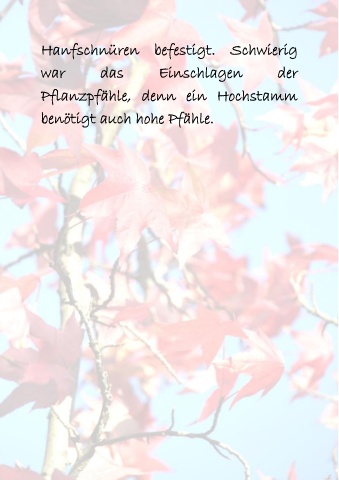 Hanfschnüren befestigt. Schwierig
war das Einschlagen der
Pflanzpfähle, denn ein Hochstamm
benötigt auch hohe Pfähle.